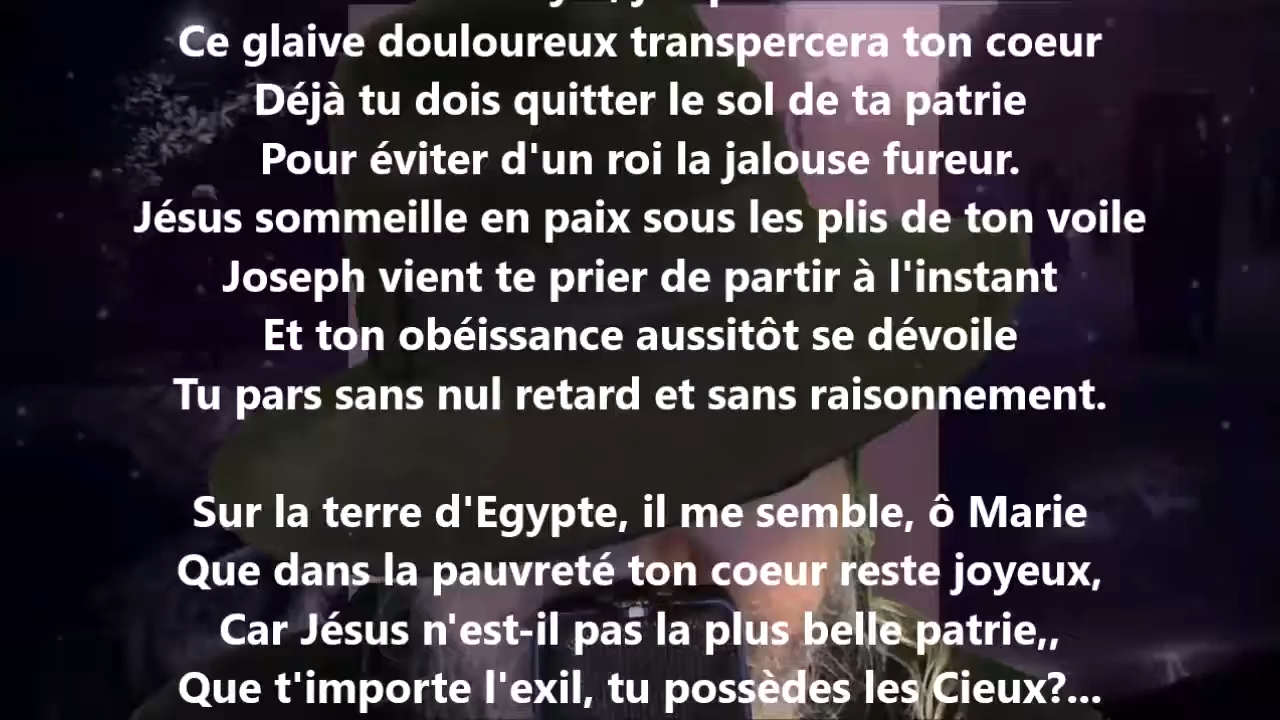 Ce glaive douloureux transpercera ton coeur
Déjà tu dois quitter le sol de ta patrie
Pour éviter d'un roi la jalouse fureur.
Jésus sommeille en paix sous les plis de ton voile
Joseph vient te prier de partir à l'instant
Et ton obéissance aussitôt se dévoile
Tu pars sans nul retard et sans raisonnement.
Sur la terre d'Egypte, il me semble, ô Marie
Que dans la pauvreté ton coeur reste joyeux,
Car Jésus n'est-il pas la plus belle patrie,,
Que t'importe l'exil, tu possèdes les Cieux?...